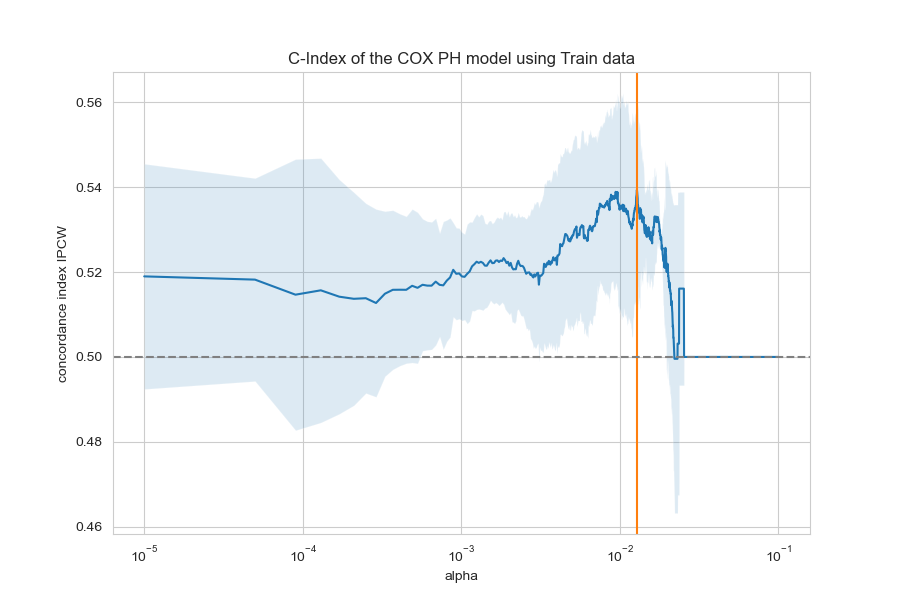 C-Index of the COX PH model using Train data
concordance index IPCW
0.56
0.54
0.52
0.50
0.48
0.46
10⁻⁵ 10⁻⁴ 10⁻³ 10⁻² 10⁻¹
alpha